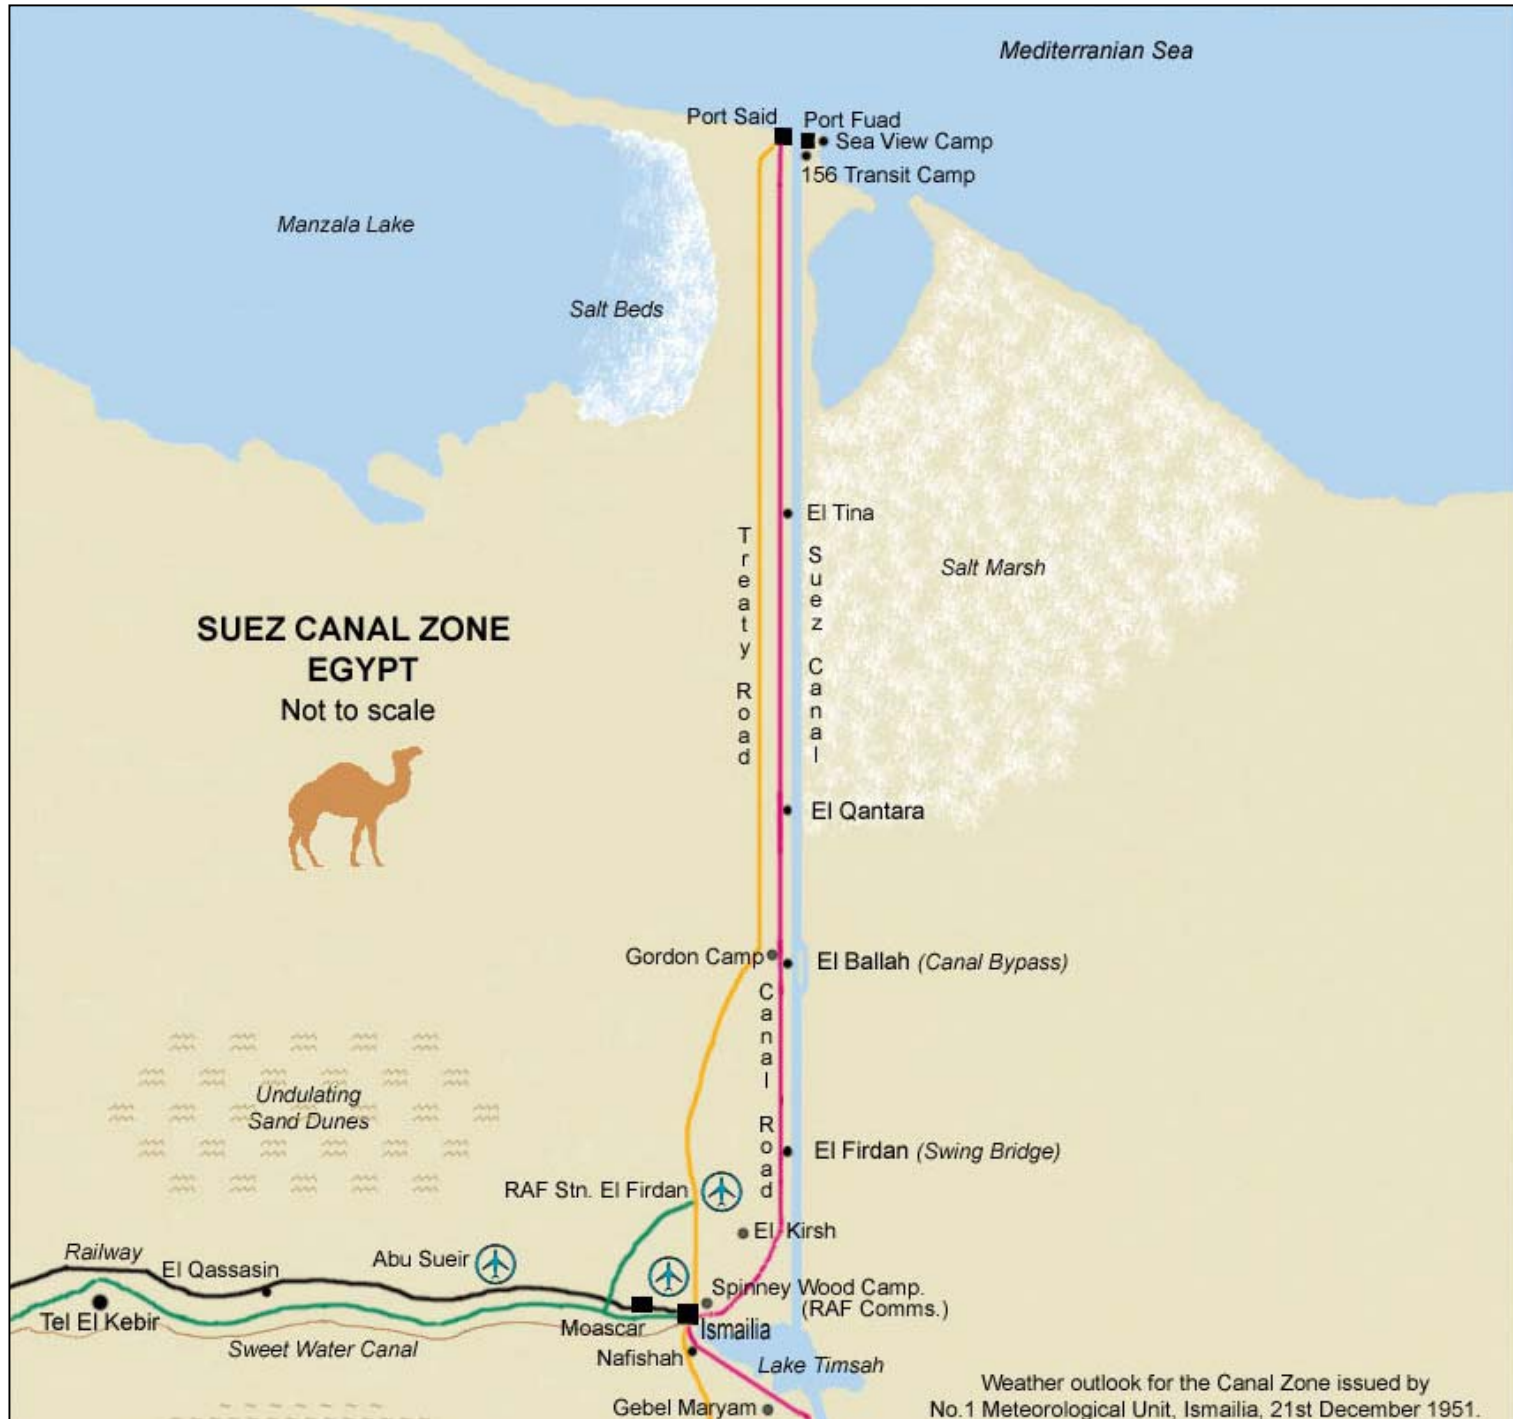 Mediterranian Sea
Port Said
Port Fuad
Sea View Camp
156 Transit Camp
Manzala Lake
Salt Beds
El Tina
Treaty Road
Suez Canal
Salt Marsh
SUEZ CANAL ZONE
EGYPT
Not to scale
El Qantara
Gordon Camp
El Ballah (Canal Bypass)
Canal Road
Undulating
Sand Dunes
El Firdan (Swing Bridge)
RAF Stn. El Firdan
El Kirsh
Railway
El Qassasin
Abu Sueir
Spinney Wood Camp.
(RAF Comms.)
Tel El Kebir
Moascar
Ismailia
Sweet Water Canal
Nafishah
Lake Timsah
Gebel Maryam
Weather outlook for the Canal Zone issued by
No.1 Meteorological Unit, Ismailia, 21st December 1951.